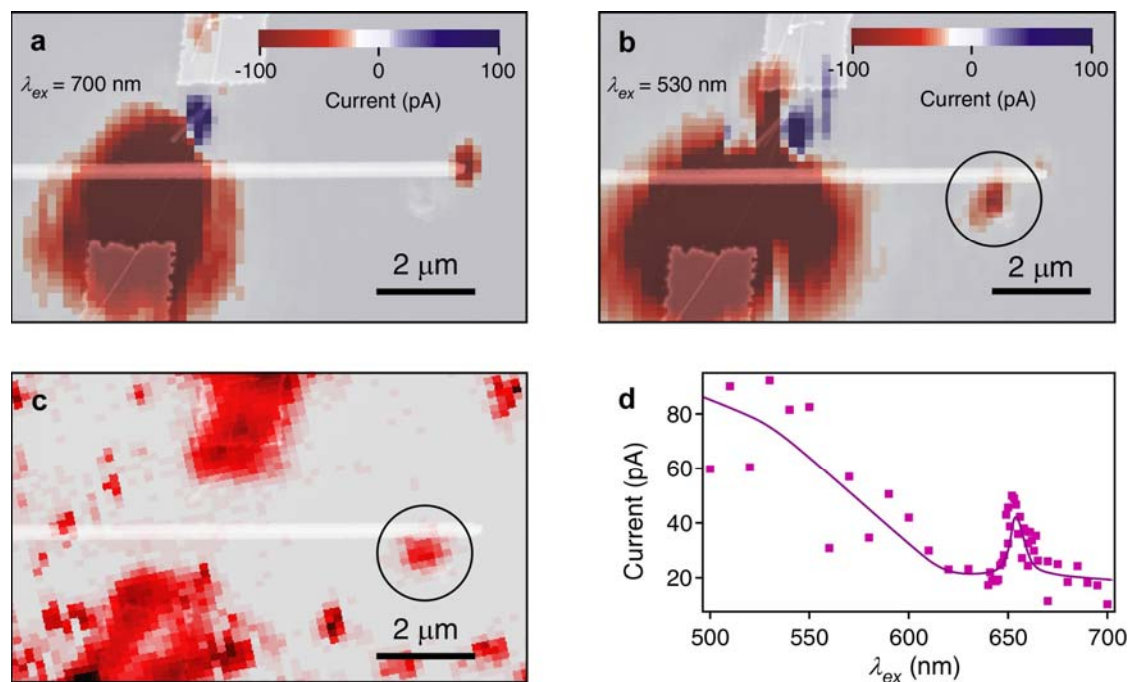 a
λex = 700 nm
-100 0 100
Current (pA)
2 μm
b
λex = 530 nm
-100 0 100
Current (pA)
2 μm
c
2 μm
d
Current (pA)
80
60
40
20
500 550 600 650 700
λex (nm)